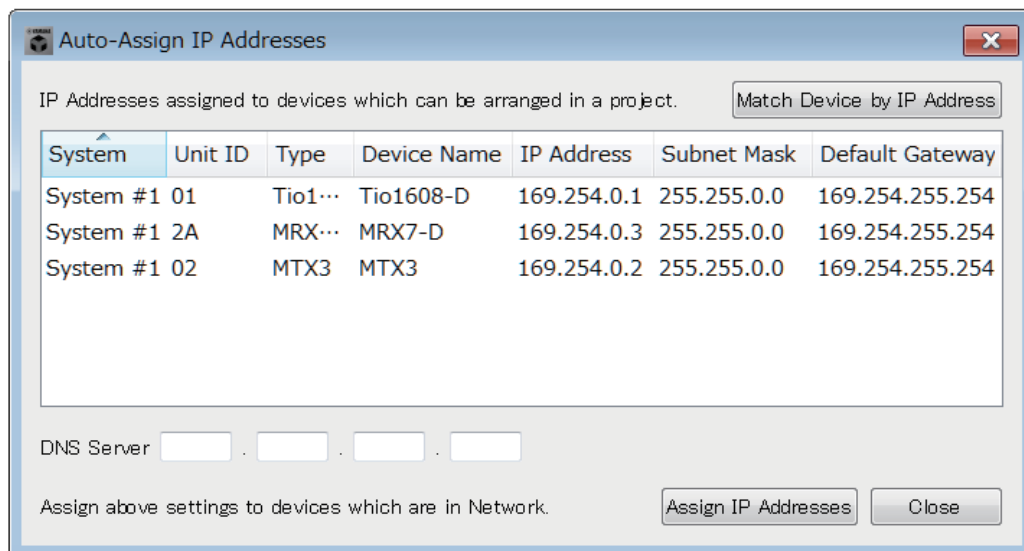 Auto-Assign IP Addresses
IP Addresses assigned to devices which can be arranged in a project. Match Device by IP Address
System Unit ID Type Device Name IP Address Subnet Mask Default Gateway
System #1 01 Tio1… Tio1608-D 169.254.0.1 255.255.0.0 169.254.255.254
System #1 2A MRX… MRX7-D 169.254.0.3 255.255.0.0 169.254.255.254
System #1 02 MTX3 MTX3 169.254.0.2 255.255.0.0 169.254.255.254
DNS Server . . .
Assign above settings to devices which are in Network. Assign IP Addresses Close